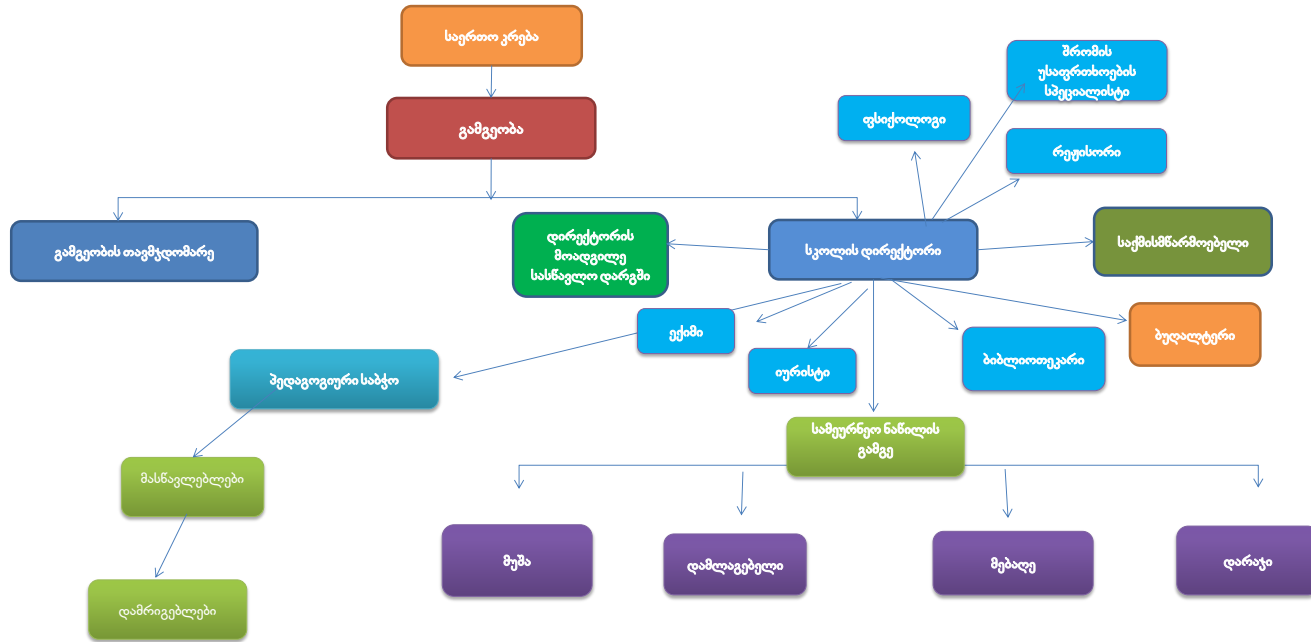 საერთო კრება
შრომის
უსაფრთხოების
სპეციალისტი
ფსიქოლოგი
გამგეობა
რეჟისორი
გამგეობის თავმჯდომარე
დირექტორის
მოადგილე
სასწავლო დარგში
სკოლის დირექტორი
საქმისმწარმოებელი
ექიმი
იურისტი
ბიბლიოთეკარი
ბუღალტერი
პედაგოგიური საბჭო
სამეურნეო ნაწილის
გამგე
მასწავლებლები
მუშა
დამლაგებელი
მებაღე
დარაჯი
დამრიგებლები